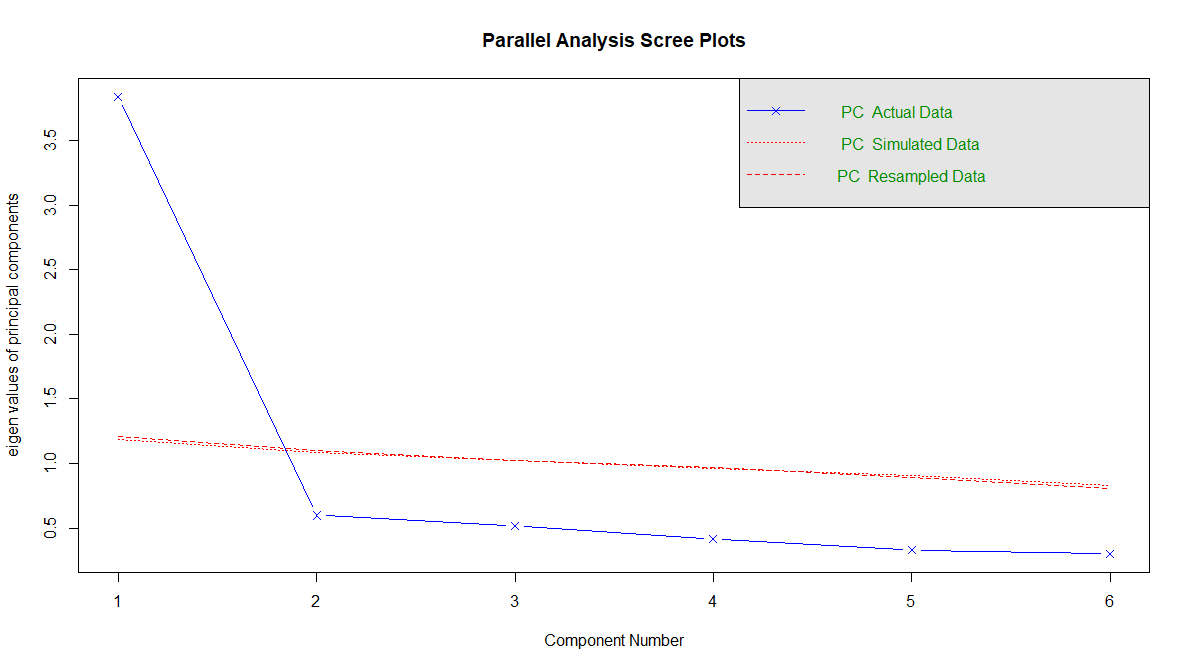 Parallel Analysis Scree Plots
PC Actual Data
PC Simulated Data
PC Resampled Data
eigen values of principal components
3.5
3.0
2.5
2.0
1.5
1.0
0.5
1 2 3 4 5 6
Component Number